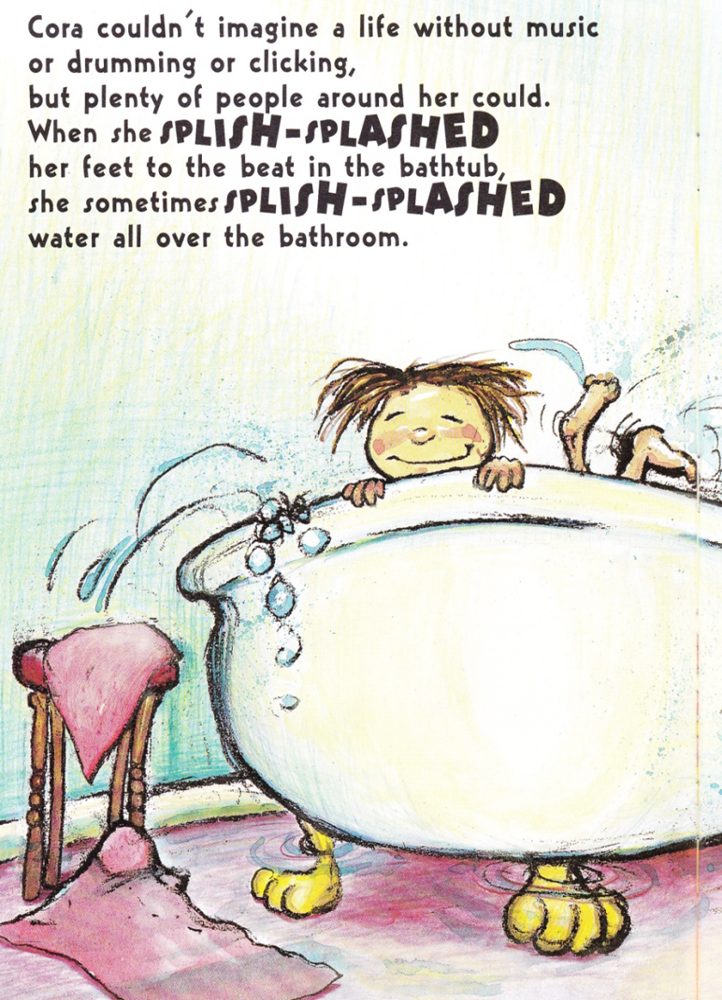 Cora couldn´t imagine a life without music
or drumming or clicking,
but plenty of people around her could.
When she SPLISH-SPLASHED
her feet to the beat in the bathtub,
she sometimes SPLISH-SPLASHED
water all over the bathroom.